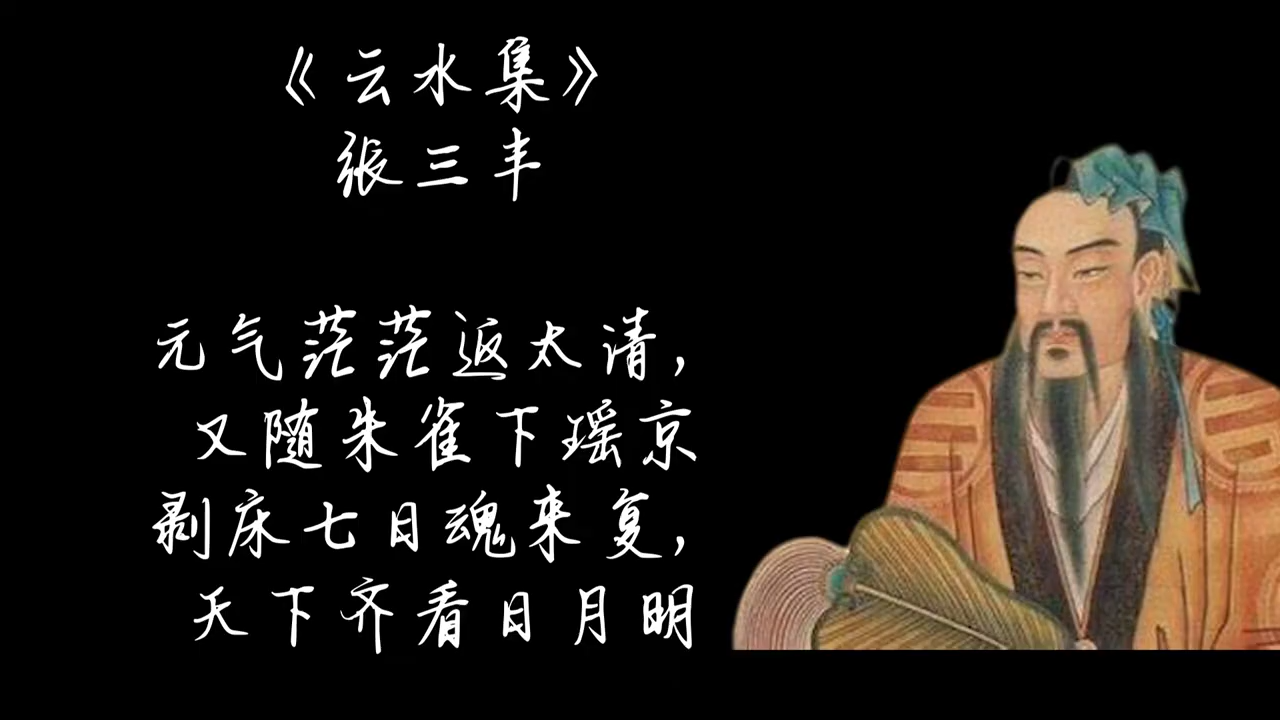 《云水集》
张三丰
元气茫茫返太清,
又随朱雀下瑶京
剥床七日魂来复,
天下齐看日月明